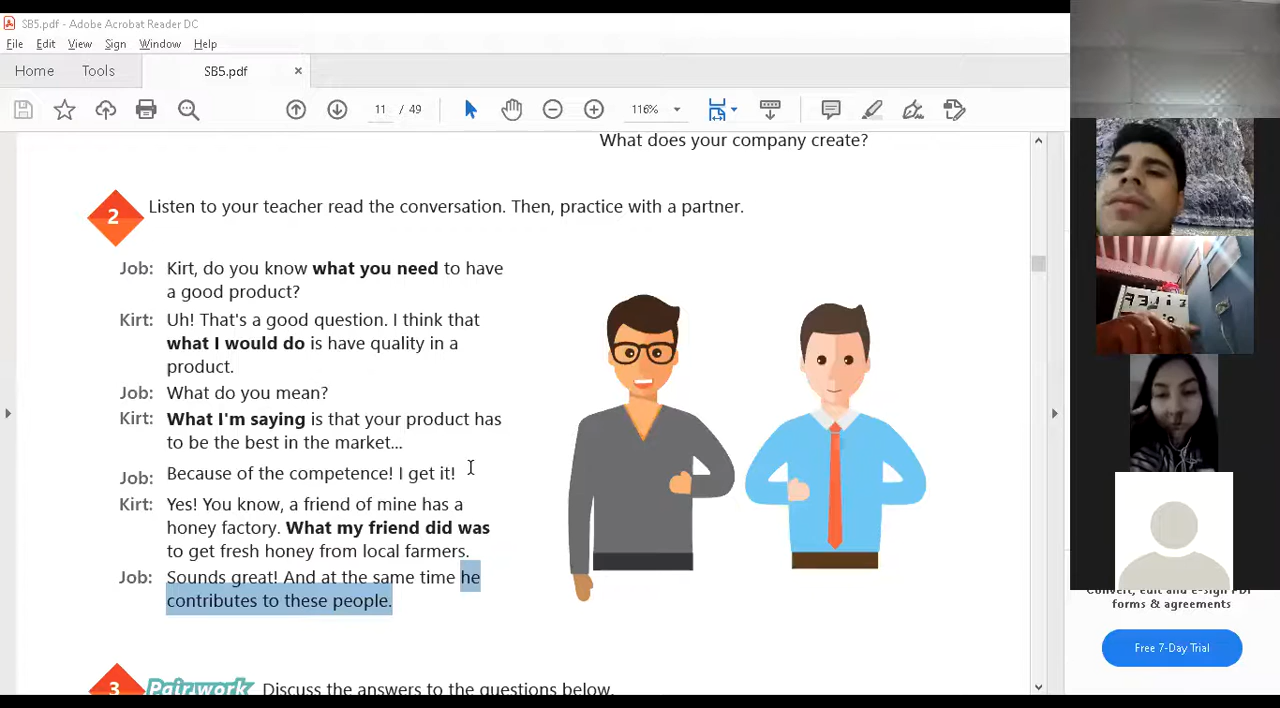 SB5.pdf - Adobe Acrobat Reader DC
File Edit View Sign Window Help
Home Tools SB5.pdf ×
11 / 49 116%
What does your company create?
2 Listen to your teacher read the conversation. Then, practice with a partner.
Job: Kirt, do you know what you need to have
a good product?
Kirt: Uh! That's a good question. I think that
what I would do is have quality in a
product.
Job: What do you mean?
Kirt: What I'm saying is that your product has
to be the best in the market...
Job: Because of the competence! I get it!
Kirt: Yes! You know, a friend of mine has a
honey factory. What my friend did was
to get fresh honey from local farmers.
Job: Sounds great! And at the same time he
contributes to these people.
3 Pair work Discuss the answers to the questions below.
Convert, edit and e-sign PDF
forms & agreements
Free 7-Day Trial